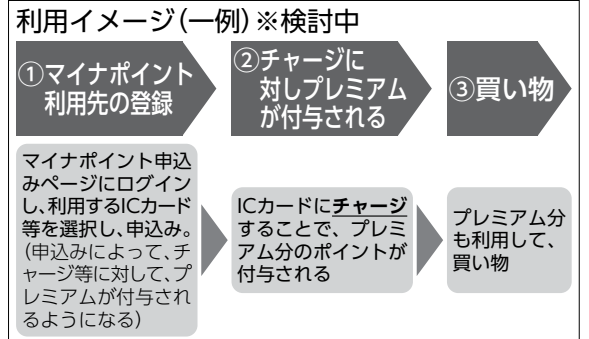 利用イメージ(一例)※検討中
①マイナポイント
利用先の登録
②チャージに
対しプレミアム
が付与される
③買い物
マイナポイント申込
みページにログイン
し、利用するICカード
等を選択し、申込み。
(申込みによって、チ
ャージ等に対して、プ
レミアムが付与され
るようになる)
ICカードにチャージ
することで、プレミ
アム分のポイントが
付与される
プレミアム分
も利用して、
買い物